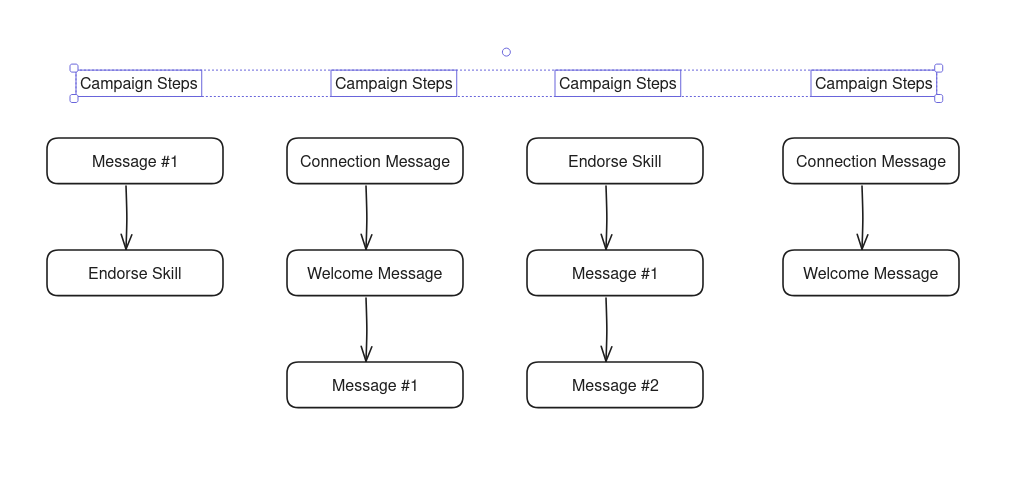 Campaign Steps
Campaign Steps
Campaign Steps
Campaign Steps
Message #1
Connection Message
Endorse Skill
Connection Message
Endorse Skill
Welcome Message
Message #1
Welcome Message
Message #1
Message #2